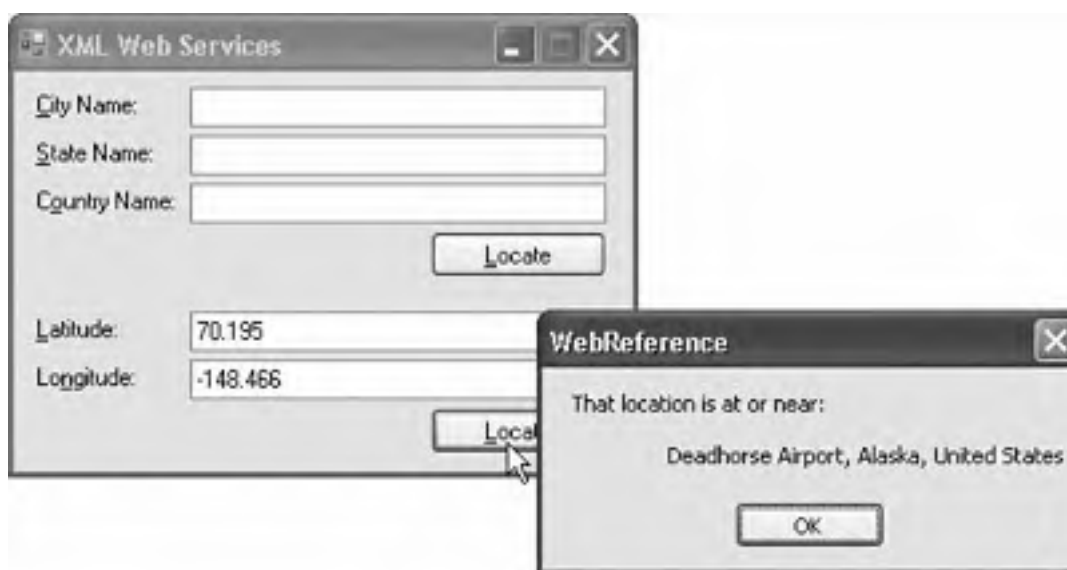 XML Web Services
City Name:
State Name:
Country Name:
Locate
Latitude: 70.195
Longitude: -148.466
WebReference
That location is at or near:
Deadhorse Airport, Alaska, United States
OK